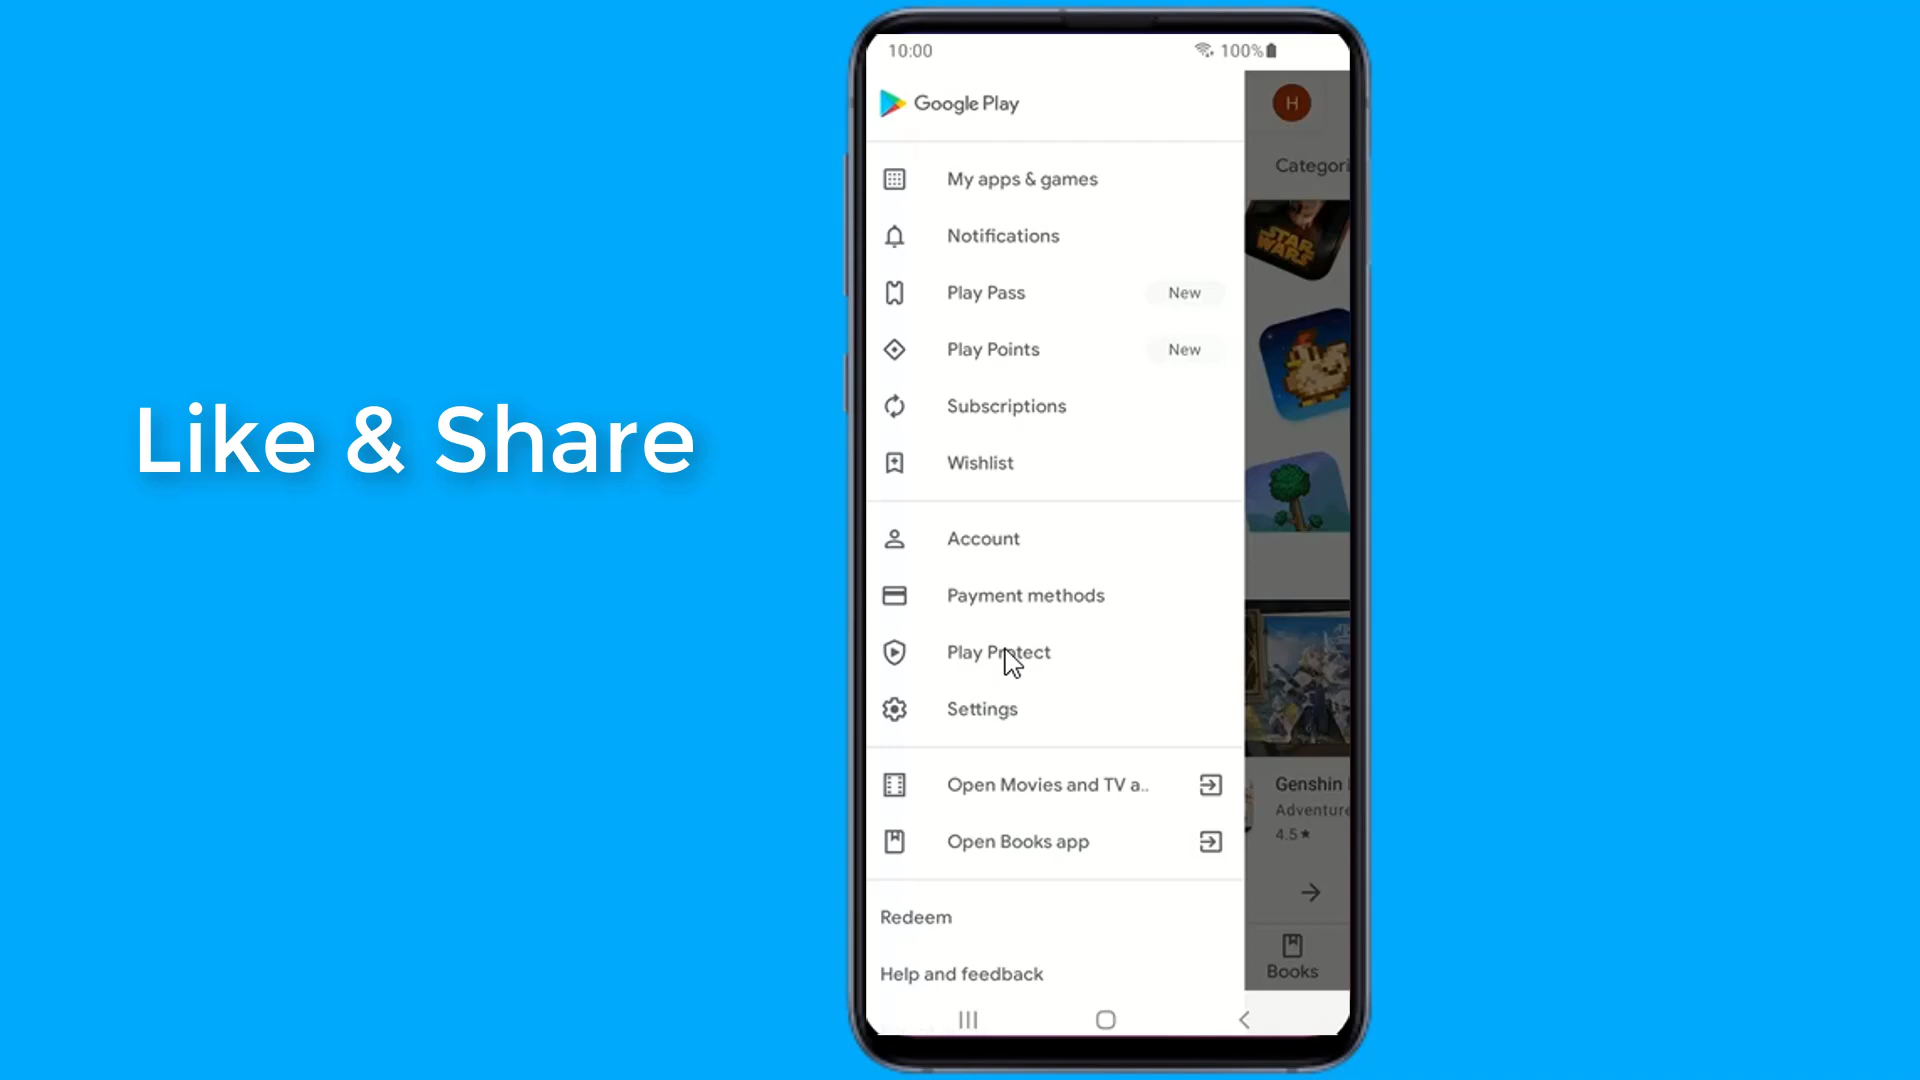 Like & Share
10:00
100%
Google Play
H
Categori
My apps & games
STAR
WARS
Notifications
Play Pass
New
Play Points
New
Subscriptions
Wishlist
Account
Payment methods
Play Protect
Settings
Open Movies and TV a..
Genshin
Adventure
4.5★
Open Books app
Redeem
Books
Help and feedback